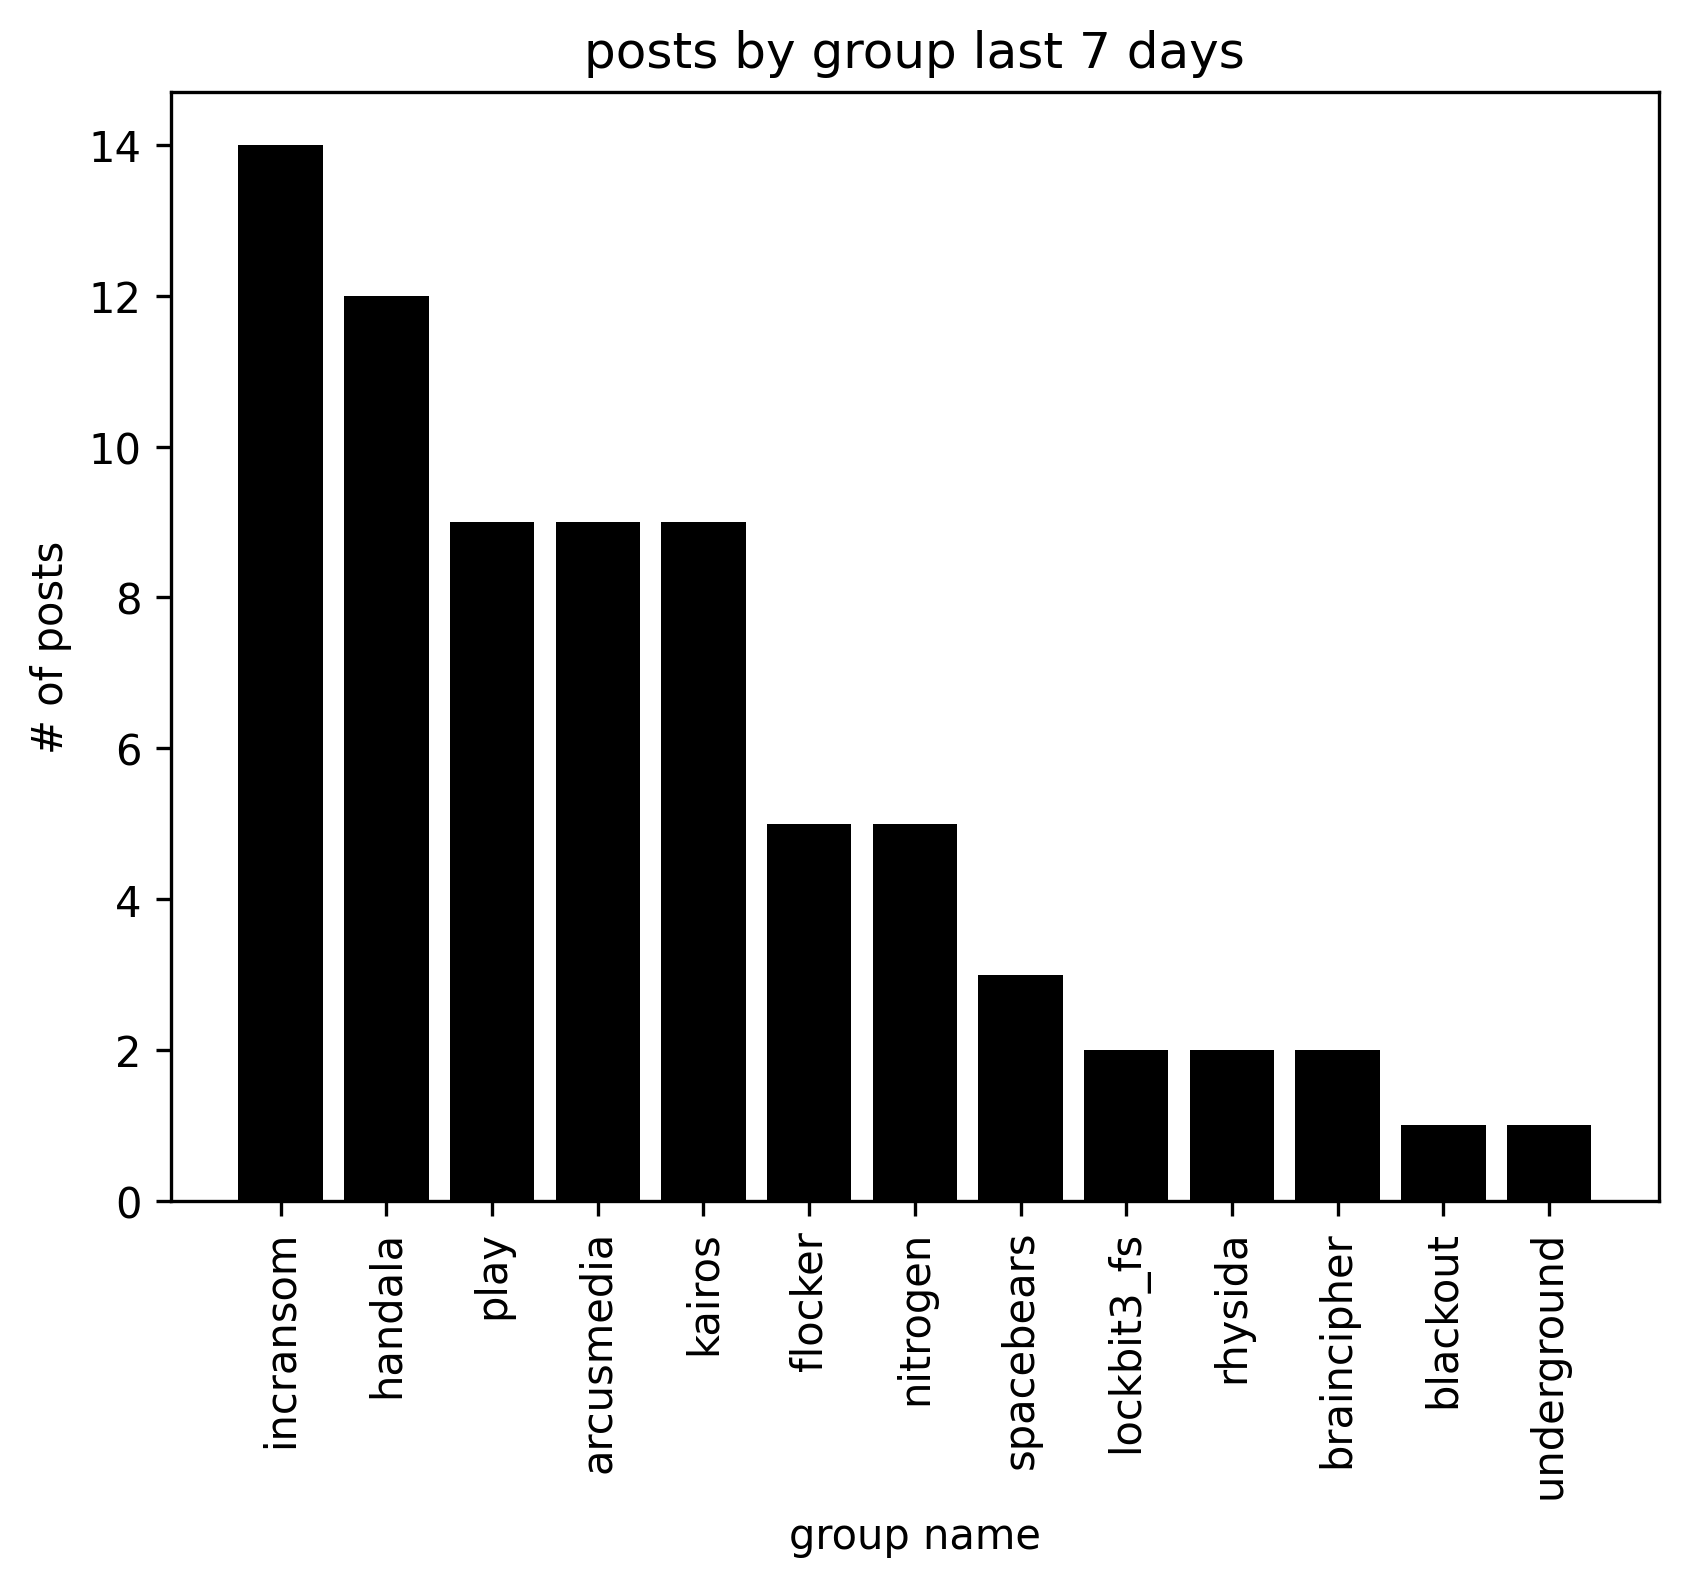 posts by group last 7 days
14
12
10
8
6
4
2
0
# of posts
incransom
handala
play
arcusmedia
kairos
flocker
nitrogen
spacebears
lockbit3_fs
rhysida
braincipher
blackout
underground
group name